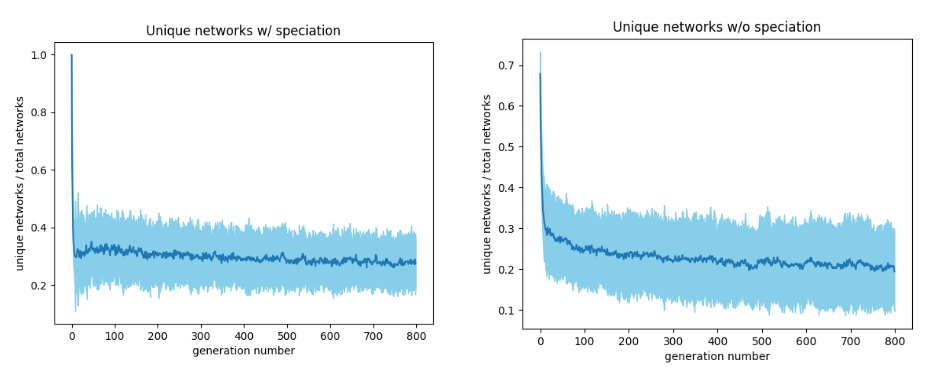 Unique networks w/ speciation
unique networks / total networks
1.0
0.8
0.6
0.4
0.2
0 100 200 300 400 500 600 700 800
generation number
Unique networks w/o speciation
unique networks / total networks
0.7
0.6
0.5
0.4
0.3
0.2
0.1
0 100 200 300 400 500 600 700 800
generation number